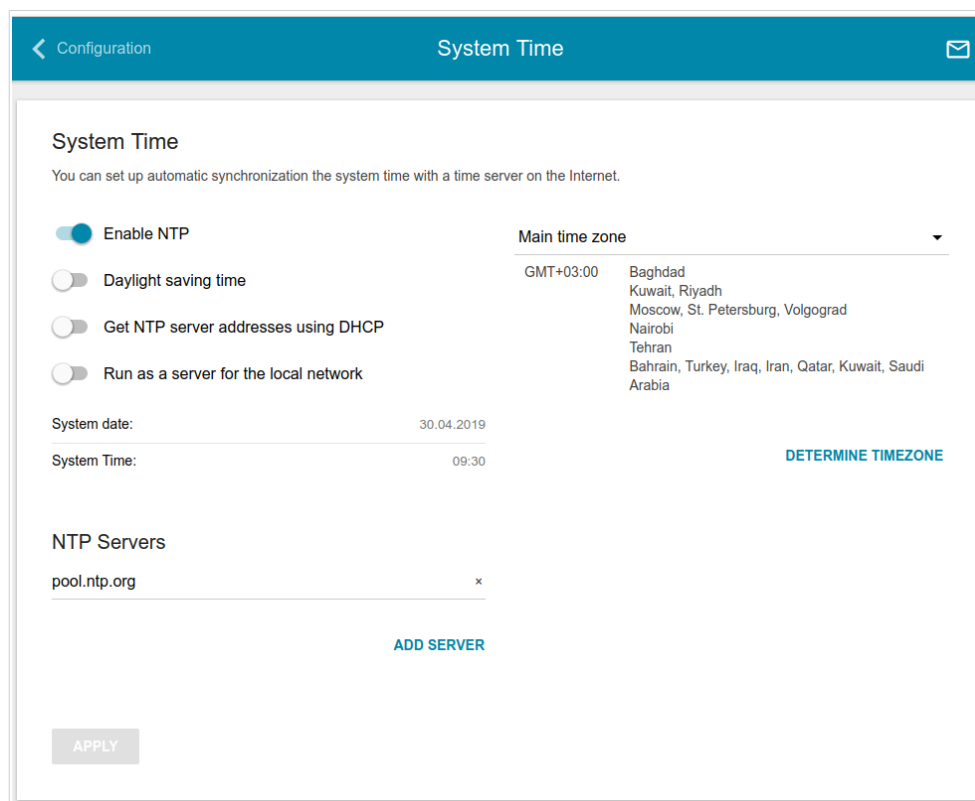 Configuration
System Time
System Time
You can set up automatic synchronization the system time with a time server on the Internet.
Enable NTP
Daylight saving time
Get NTP server addresses using DHCP
Run as a server for the local network
System date: 30.04.2019
System Time: 09:30
Main time zone
GMT+03:00 Baghdad
Kuwait, Riyadh
Moscow, St. Petersburg, Volgograd
Nairobi
Tehran
Bahrain, Turkey, Iraq, Iran, Qatar, Kuwait, Saudi
Arabia
DETERMINE TIMEZONE
NTP Servers
pool.ntp.org ×
ADD SERVER
APPLY